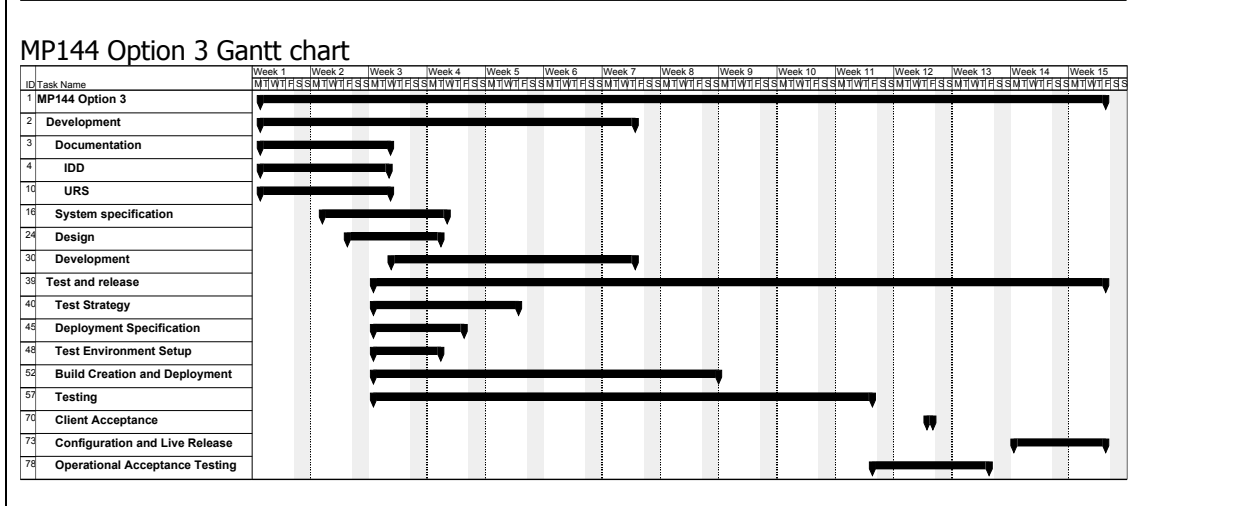 MP144 Option 3 Gantt chart
Week 1 Week 2 Week 3 Week 4 Week 5 Week 6 Week 7 Week 8 Week 9 Week 10 Week 11 Week 12 Week 13 Week 14 Week 15
ID Task Name M T W T F S S M T W T F S S M T W T F S S M T W T F S S M T W T F S S M T W T F S S M T W T F S S M T W T F S S M T W T F S S M T W T F S S M T W T F S S M T W T F S S M T W T F S S M T W T F S S M T W T F S S
1 MP144 Option 3
2 Development
3 Documentation
4 IDD
10 URS
16 System specification
24 Design
30 Development
39 Test and release
40 Test Strategy
45 Deployment Specification
48 Test Environment Setup
52 Build Creation and Deployment
57 Testing
70 Client Acceptance
73 Configuration and Live Release
78 Operational Acceptance Testing